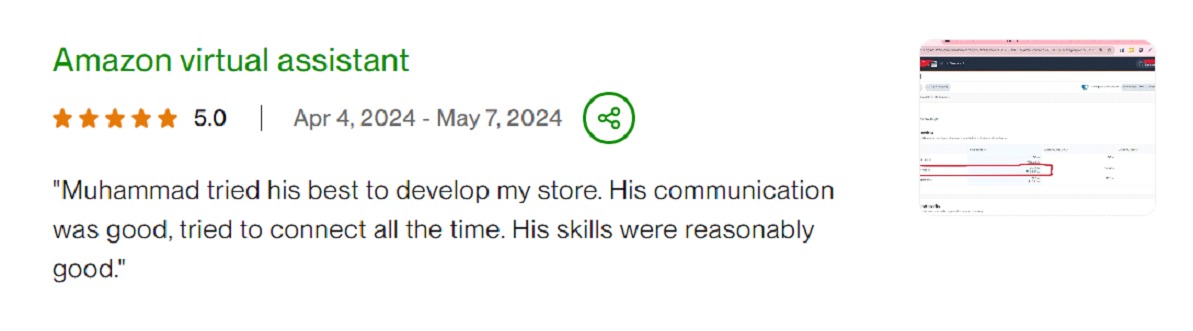 Amazon virtual assistant
5.0 | Apr 4, 2024 - May 7, 2024
"Muhammad tried his best to develop my store. His communication
was good, tried to connect all the time. His skills were reasonably
good."